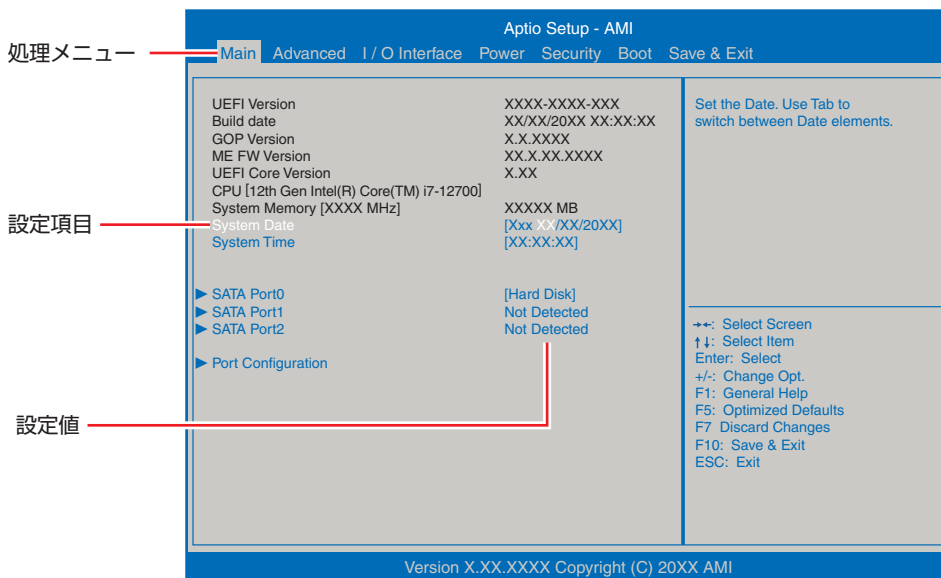 Aptio Setup - AMI
処理メニュー
Main Advanced I / O Interface Power Security Boot Save & Exit
UEFI Version XXXX-XXXX-XXX
Build date XX/XX/20XX XX:XX:XX
GOP Version X.X.XXXX
ME FW Version XX.X.XX.XXXX
UEFI Core Version X.XX
CPU [12th Gen Intel(R) Core(TM) i7-12700]
System Memory [XXXX MHz] XXXXX MB
設定項目
System Date [Xxx XX/XX/20XX]
System Time [XX:XX:XX]
▶ SATA Port0 [Hard Disk]
▶ SATA Port1 Not Detected
▶ SATA Port2 Not Detected
▶ Port Configuration
設定値
Set the Date. Use Tab to
switch between Date elements.
→←: Select Screen
↑↓: Select Item
Enter: Select
+/-: Change Opt.
F1: General Help
F5: Optimized Defaults
F7 Discard Changes
F10: Save & Exit
ESC: Exit
Version X.XX.XXXX Copyright (C) 20XX AMI